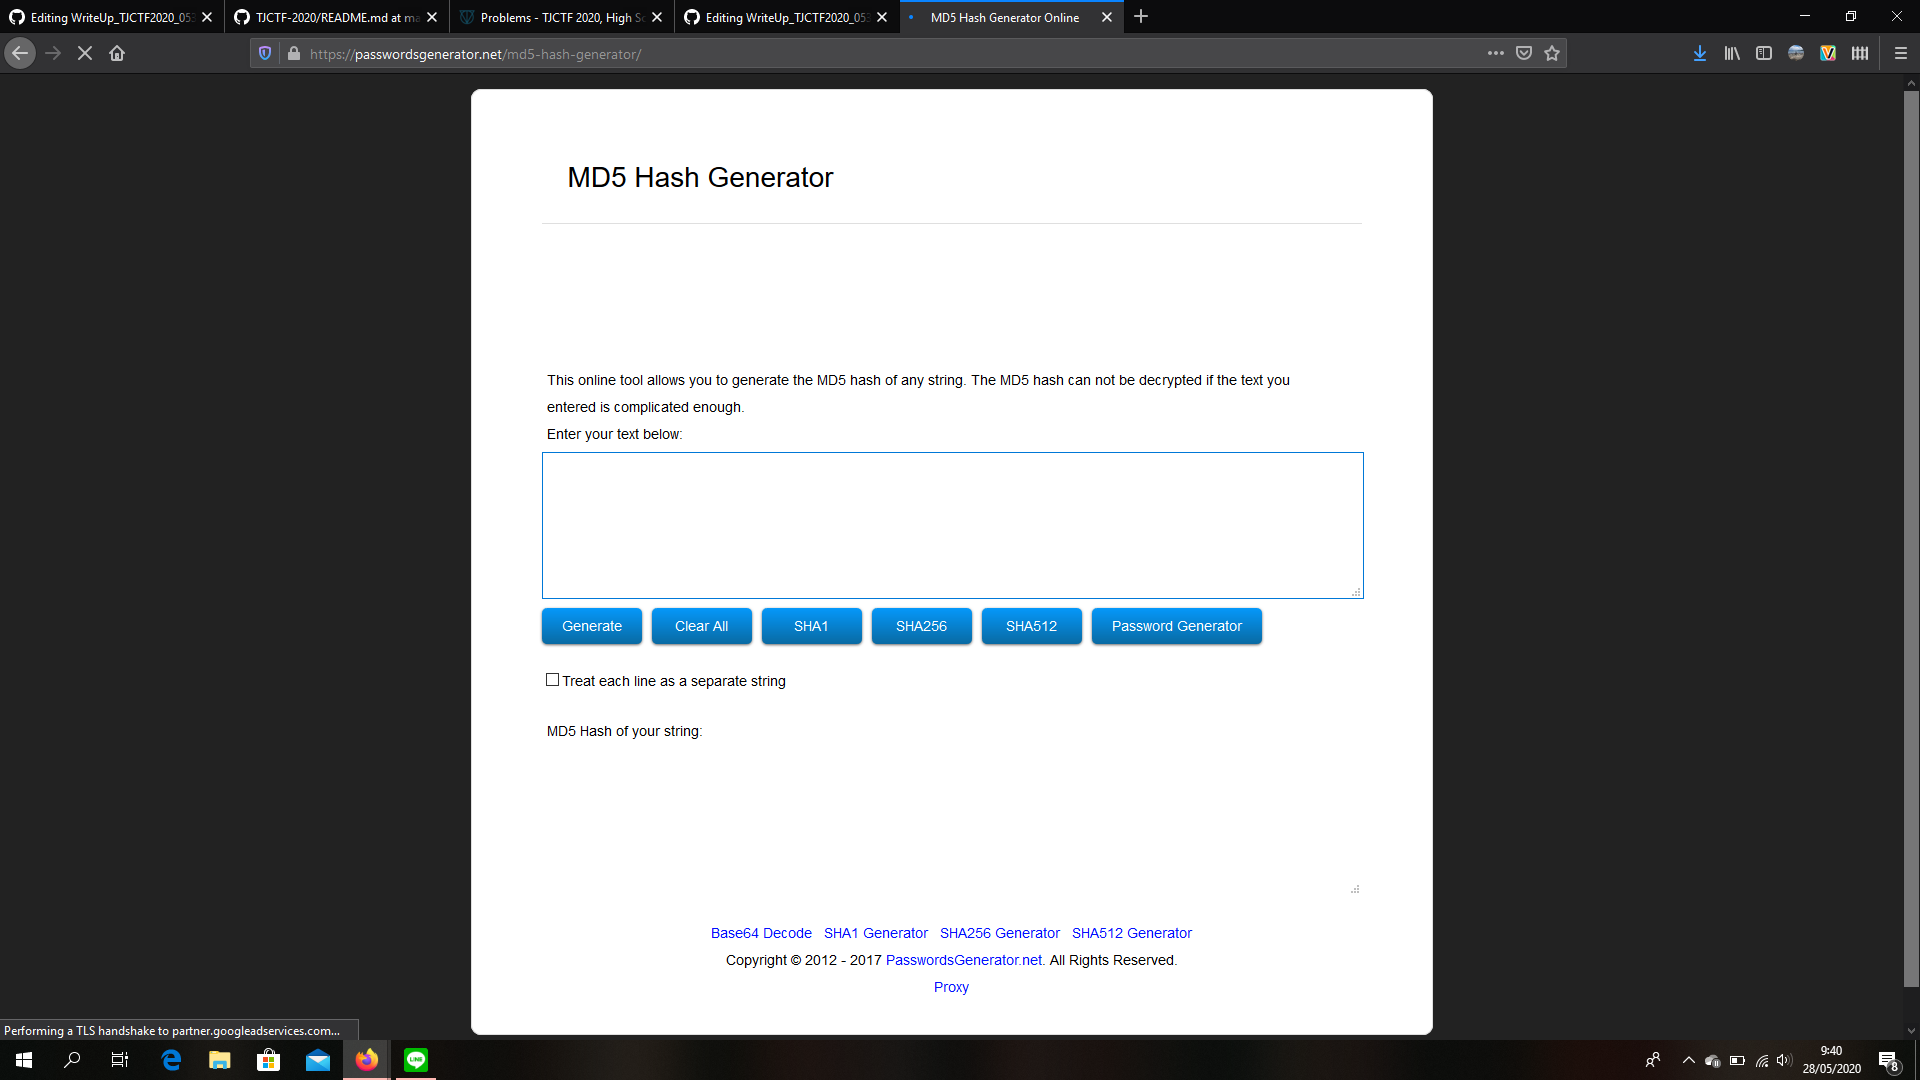 Editing WriteUp_TJCTF2020_05
TJCTF-2020/README.md at ma
Problems - TJCTF 2020, High Sc
Editing WriteUp_TJCTF2020_05
MD5 Hash Generator Online
https://passwordsgenerator.net/md5-hash-generator/
MD5 Hash Generator
This online tool allows you to generate the MD5 hash of any string. The MD5 hash can not be decrypted if the text you
entered is complicated enough.
Enter your text below:
Generate
Clear All
SHA1
SHA256
SHA512
Password Generator
Treat each line as a separate string
MD5 Hash of your string:
Base64 Decode SHA1 Generator SHA256 Generator SHA512 Generator
Copyright © 2012 - 2017 PasswordsGenerator.net. All Rights Reserved.
Proxy
Performing a TLS handshake to partner.googleadservices.com...
LINE
9:40
28/05/2020
8